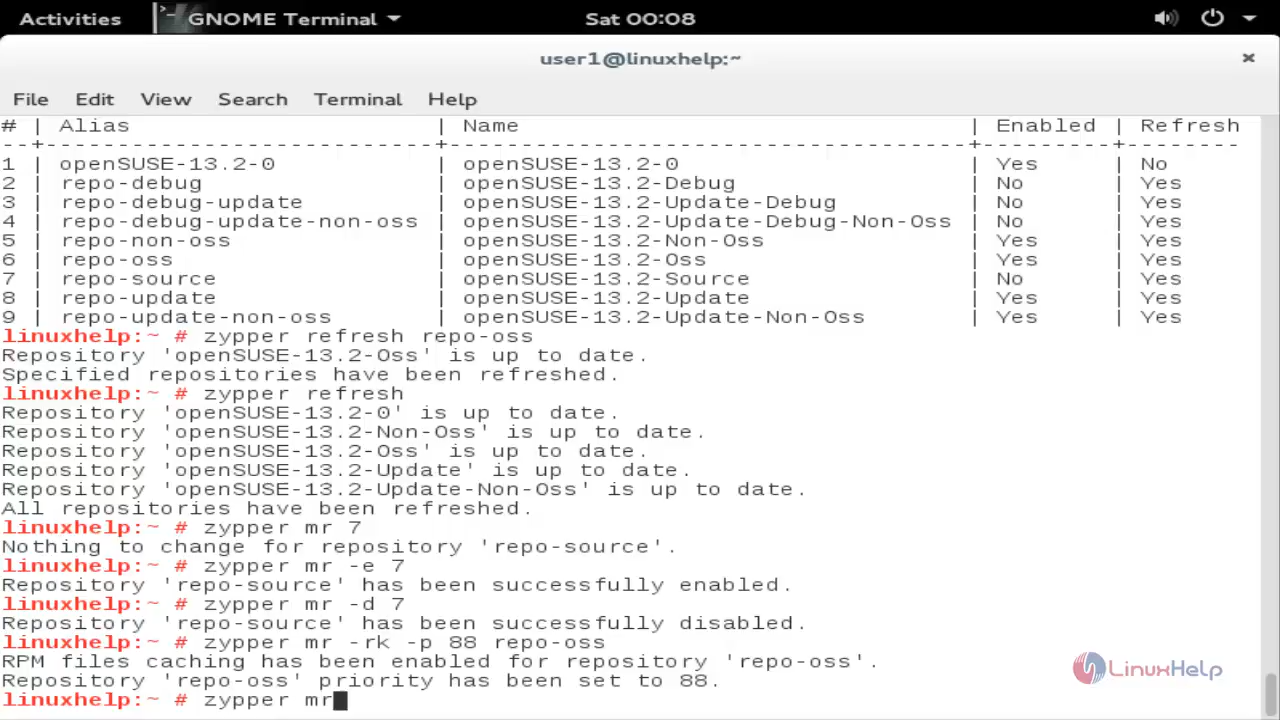 Activities GNOME Terminal Sat 00:08
user1@linuxhelp:~ ×
File Edit View Search Terminal Help
# | Alias | Name | Enabled | Refresh
--+----------------------------+-------------------------------------+---------+--------
1 | openSUSE-13.2-0 | openSUSE-13.2-0 | Yes | No
2 | repo-debug | openSUSE-13.2-Debug | No | Yes
3 | repo-debug-update | openSUSE-13.2-Update-Debug | No | Yes
4 | repo-debug-update-non-oss | openSUSE-13.2-Update-Debug-Non-Oss | No | Yes
5 | repo-non-oss | openSUSE-13.2-Non-Oss | Yes | Yes
6 | repo-oss | openSUSE-13.2-Oss | Yes | Yes
7 | repo-source | openSUSE-13.2-Source | No | Yes
8 | repo-update | openSUSE-13.2-Update | Yes | Yes
9 | repo-update-non-oss | openSUSE-13.2-Update-Non-Oss | Yes | Yes
linuxhelp:~ # zypper refresh repo-oss
Repository 'openSUSE-13.2-Oss' is up to date.
Specified repositories have been refreshed.
linuxhelp:~ # zypper refresh
Repository 'openSUSE-13.2-0' is up to date.
Repository 'openSUSE-13.2-Non-Oss' is up to date.
Repository 'openSUSE-13.2-Oss' is up to date.
Repository 'openSUSE-13.2-Update' is up to date.
Repository 'openSUSE-13.2-Update-Non-Oss' is up to date.
All repositories have been refreshed.
linuxhelp:~ # zypper mr 7
Nothing to change for repository 'repo-source'.
linuxhelp:~ # zypper mr -e 7
Repository 'repo-source' has been successfully enabled.
linuxhelp:~ # zypper mr -d 7
Repository 'repo-source' has been successfully disabled.
linuxhelp:~ # zypper mr -rk -p 88 repo-oss
RPM files caching has been enabled for repository 'repo-oss'.
Repository 'repo-oss' priority has been set to 88.
linuxhelp:~ # zypper mr
LinuxHelp